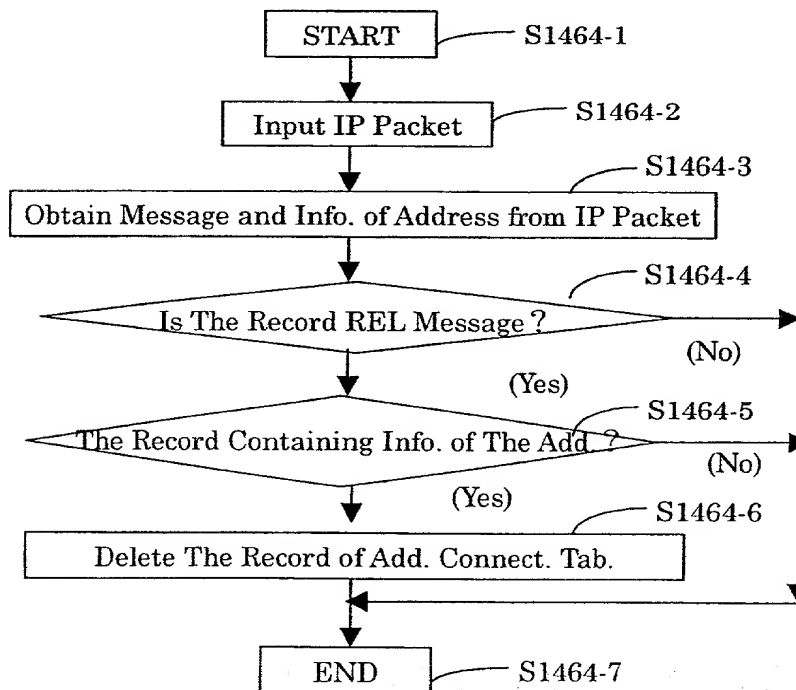 START
S1464-1
Input IP Packet
S1464-2
S1464-3
Obtain Message and Info. of Address from IP Packet
S1464-4
Is The Record REL Message?
(No)
(Yes)
S1464-5
The Record Containing Info. of The Add.?
(No)
(Yes)
S1464-6
Delete The Record of Add. Connect. Tab.
END
S1464-7